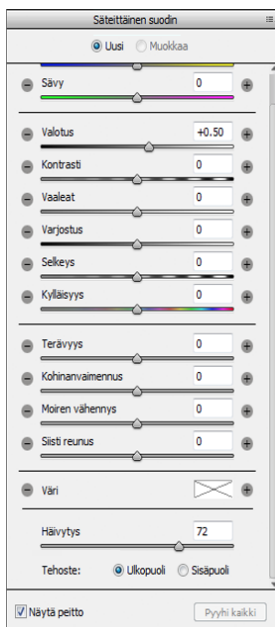 Säteittäinen suodin
Uusi Muokkaa
Sävy 0
Valotus +0.50
Kontrasti 0
Vaaleat 0
Varjostus 0
Selkeys 0
Kylläisyys 0
Terävyys 0
Kohinanvaimennus 0
Moiren vähennys 0
Siisti reunus 0
Väri
Häivytys 72
Tehoste: Ulkopuoli Sisäpuoli
Näytä peitto Pyyhi kaikki